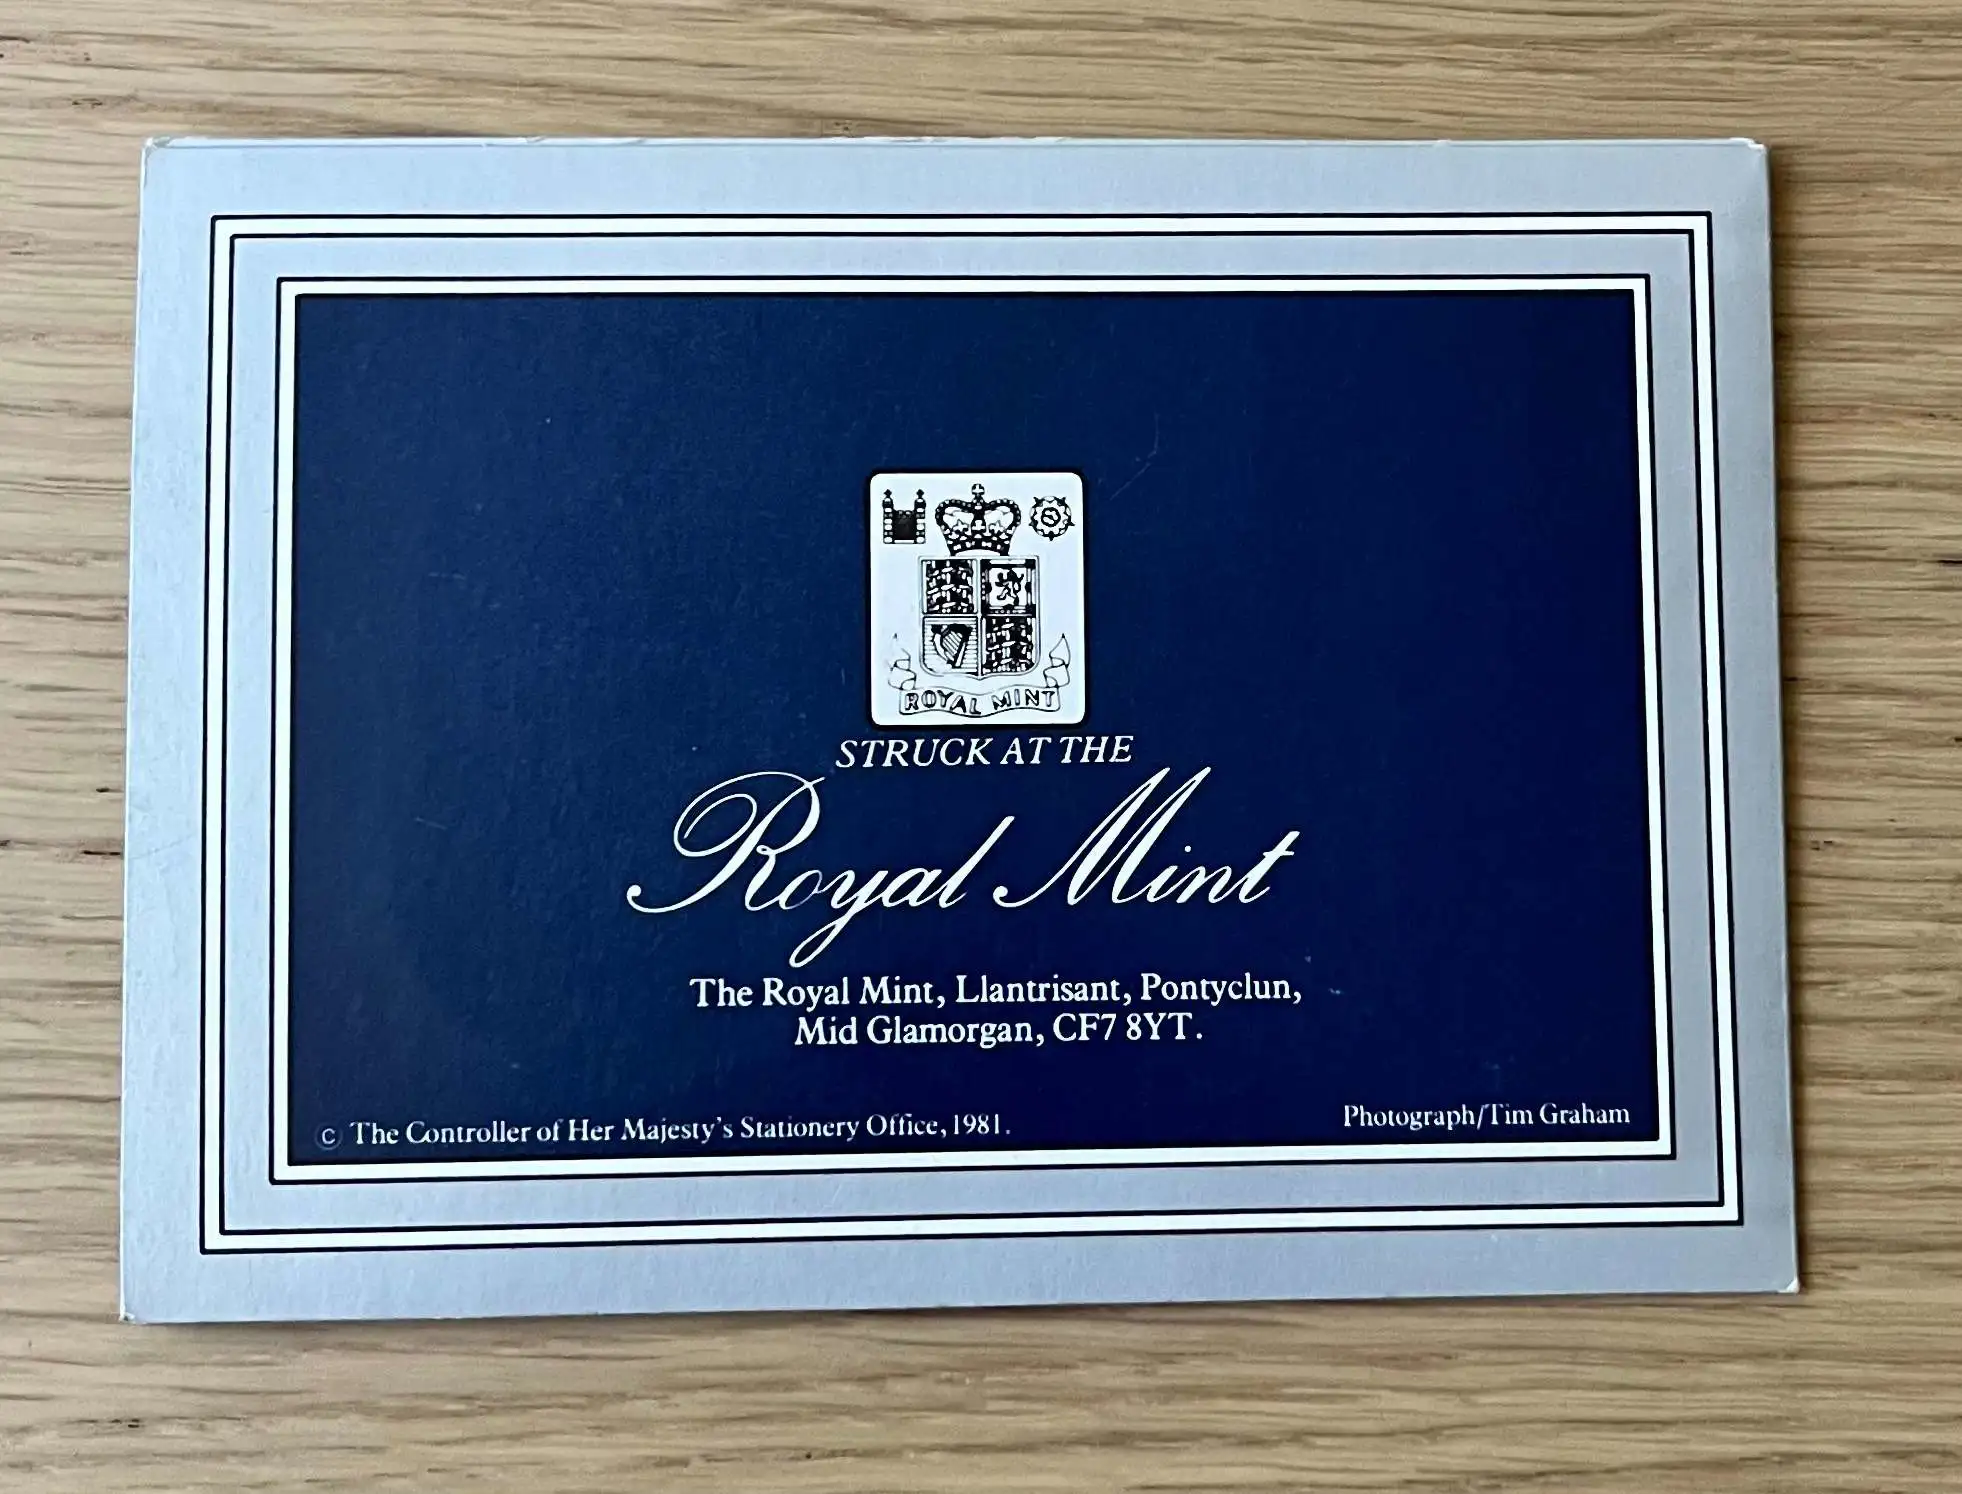 ROYAL MINT
STRUCK AT THE
Royal Mint
The Royal Mint, Llantrisant, Pontyclun,
Mid Glamorgan, CF7 8YT.
© The Controller of Her Majesty's Stationery Office, 1981.
Photograph/Tim Graham